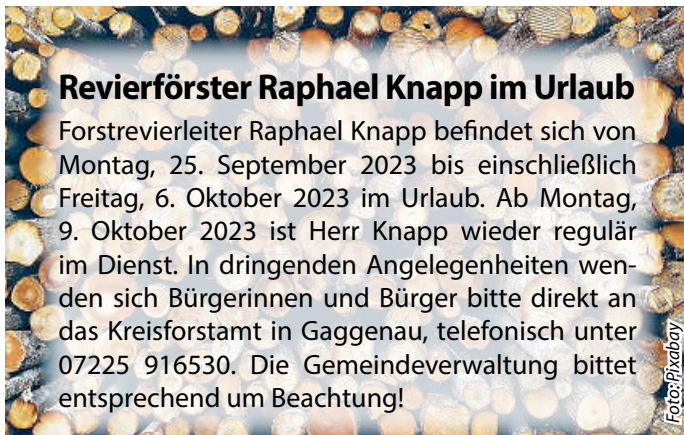 Revierförster Raphael Knapp im Urlaub
Forstrevierleiter Raphael Knapp befindet sich von
Montag, 25. September 2023 bis einschließlich
Freitag, 6. Oktober 2023 im Urlaub. Ab Montag,
9. Oktober 2023 ist Herr Knapp wieder regulär
im Dienst. In dringenden Angelegenheiten wen-
den sich Bürgerinnen und Bürger bitte direkt an
das Kreisforstamt in Gaggenau, telefonisch unter
07225 916530. Die Gemeindeverwaltung bittet
entsprechend um Beachtung!
Foto: Pixabay